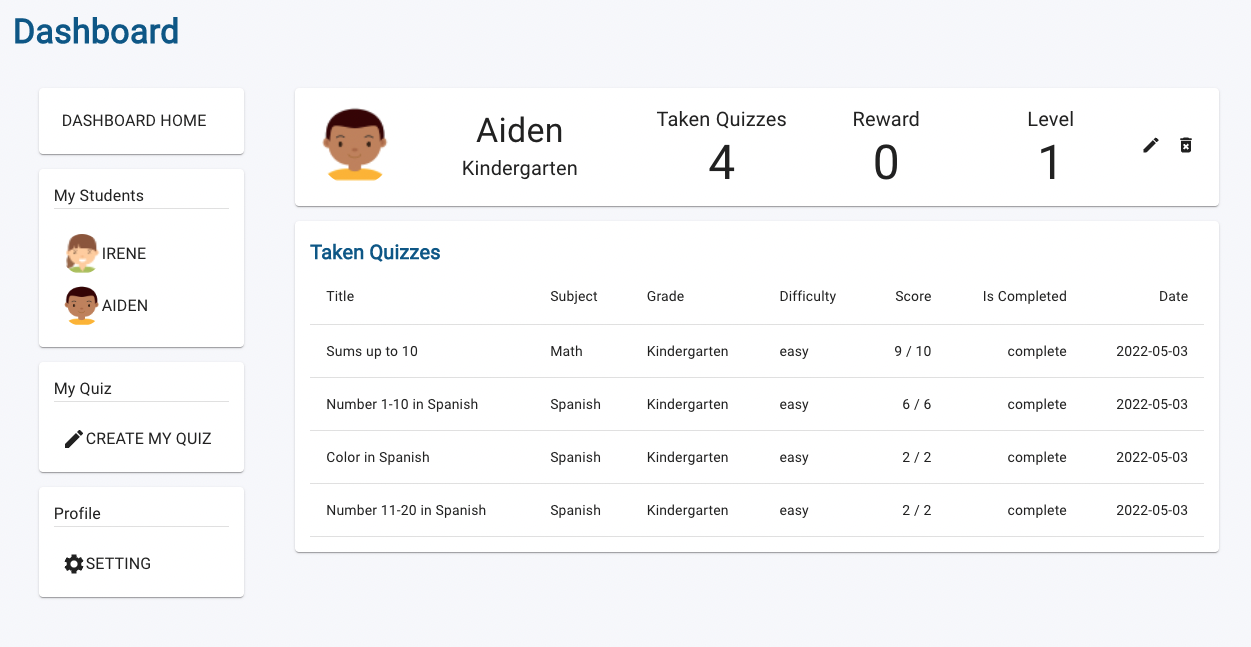 Dashboard
DASHBOARD HOME
My Students
IRENE
AIDEN
My Quiz
CREATE MY QUIZ
Profile
SETTING
Aiden
Kindergarten
Taken Quizzes
4
Reward
0
Level
1
Taken Quizzes
Title Subject Grade Difficulty Score Is Completed Date
Sums up to 10 Math Kindergarten easy 9 / 10 complete 2022-05-03
Number 1-10 in Spanish Spanish Kindergarten easy 6 / 6 complete 2022-05-03
Color in Spanish Spanish Kindergarten easy 2 / 2 complete 2022-05-03
Number 11-20 in Spanish Spanish Kindergarten easy 2 / 2 complete 2022-05-03